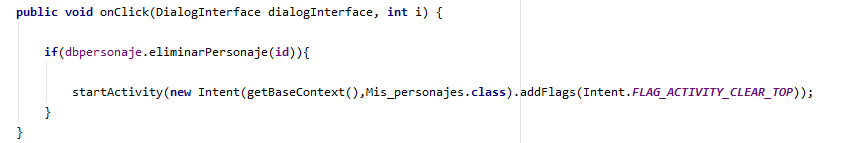 public void onClick(DialogInterface dialogInterface, int i) {
if(dbpersonaje.eliminarPersonaje(id)){
startActivity(new Intent(getBaseContext(),Mis_personajes.class).addFlags(Intent.FLAG_ACTIVITY_CLEAR_TOP));
}
}